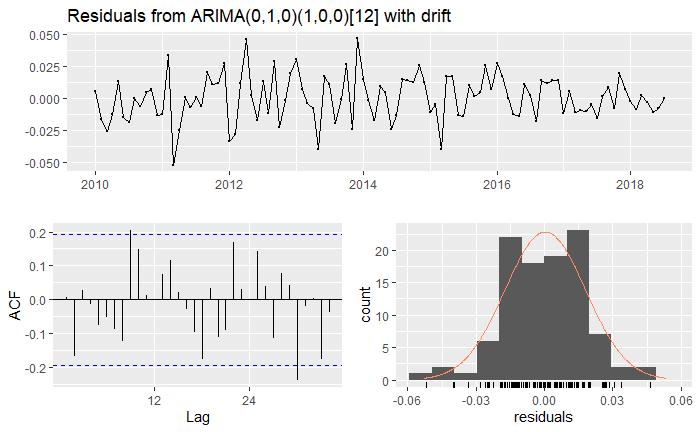 Residuals from ARIMA(0,1,0)(1,0,0)[12] with drift
0.050
0.025
0.000
-0.025
-0.050
2010 2012 2014 2016 2018
ACF
0.2
0.1
0.0
-0.1
-0.2
12 24
Lag
count
20
15
10
5
0
-0.06 -0.03 0.00 0.03 0.06
residuals